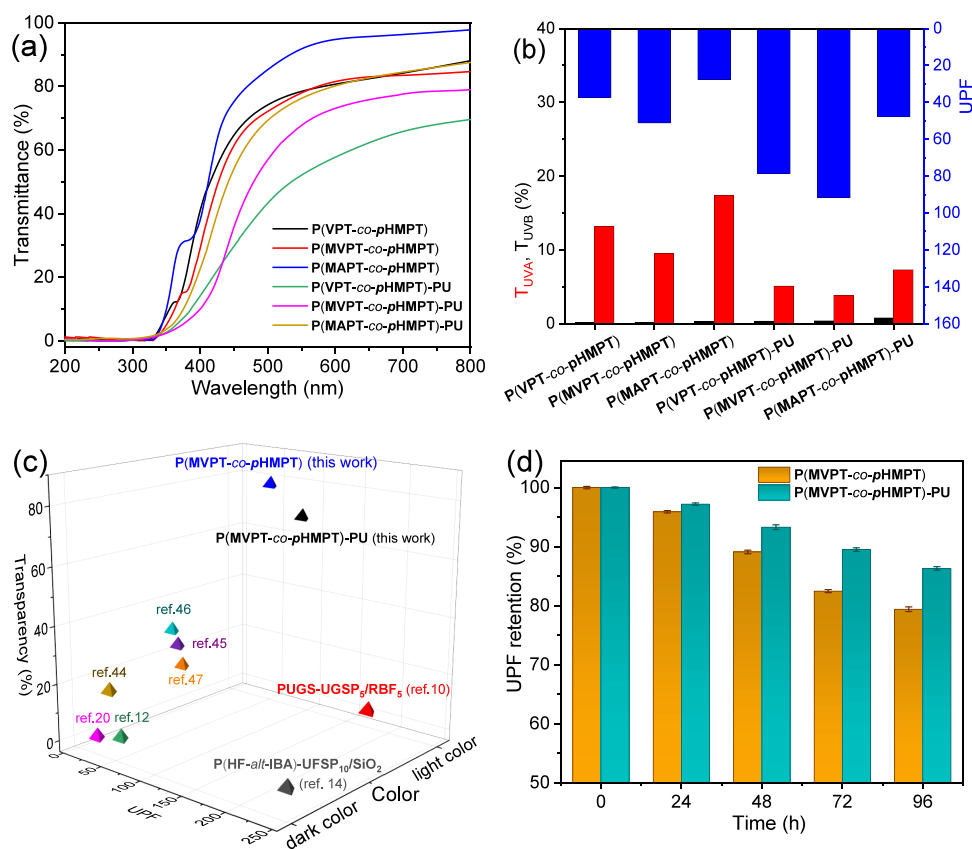 (a)
Transmittance (%)
100
80
60
40
20
0
200 300 400 500 600 700 800
Wavelength (nm)
P(VPT-co-pHMPT)
P(MVPT-co-pHMPT)
P(MAPT-co-pHMPT)
P(VPT-co-pHMPT)-PU
P(MVPT-co-pHMPT)-PU
P(MAPT-co-pHMPT)-PU
(b)
T_UVA, T_UVB (%)
40
30
20
10
0
UPF
0
20
40
60
80
100
120
140
160
P(VPT-co-pHMPT)
P(MVPT-co-pHMPT)
P(MAPT-co-pHMPT)
P(VPT-co-pHMPT)-PU
P(MVPT-co-pHMPT)-PU
P(MAPT-co-pHMPT)-PU
(c)
Transparency (%)
80
60
40
20
0
P(MVPT-co-pHMPT) (this work)
P(MVPT-co-pHMPT)-PU (this work)
ref.46
ref.45
ref.47
ref.44
ref.20
ref.12
PUGS-UGSP₅/RBF₅ (ref.10)
P(HF-alt-IBA)-UFSP₁₀/SiO₂
(ref. 14)
0
50
100
150
200
250
UPF
dark color
Color
light color
(d)
UPF retention (%)
100
90
80
70
60
50
P(MVPT-co-pHMPT)
P(MVPT-co-pHMPT)-PU
0 24 48 72 96
Time (h)